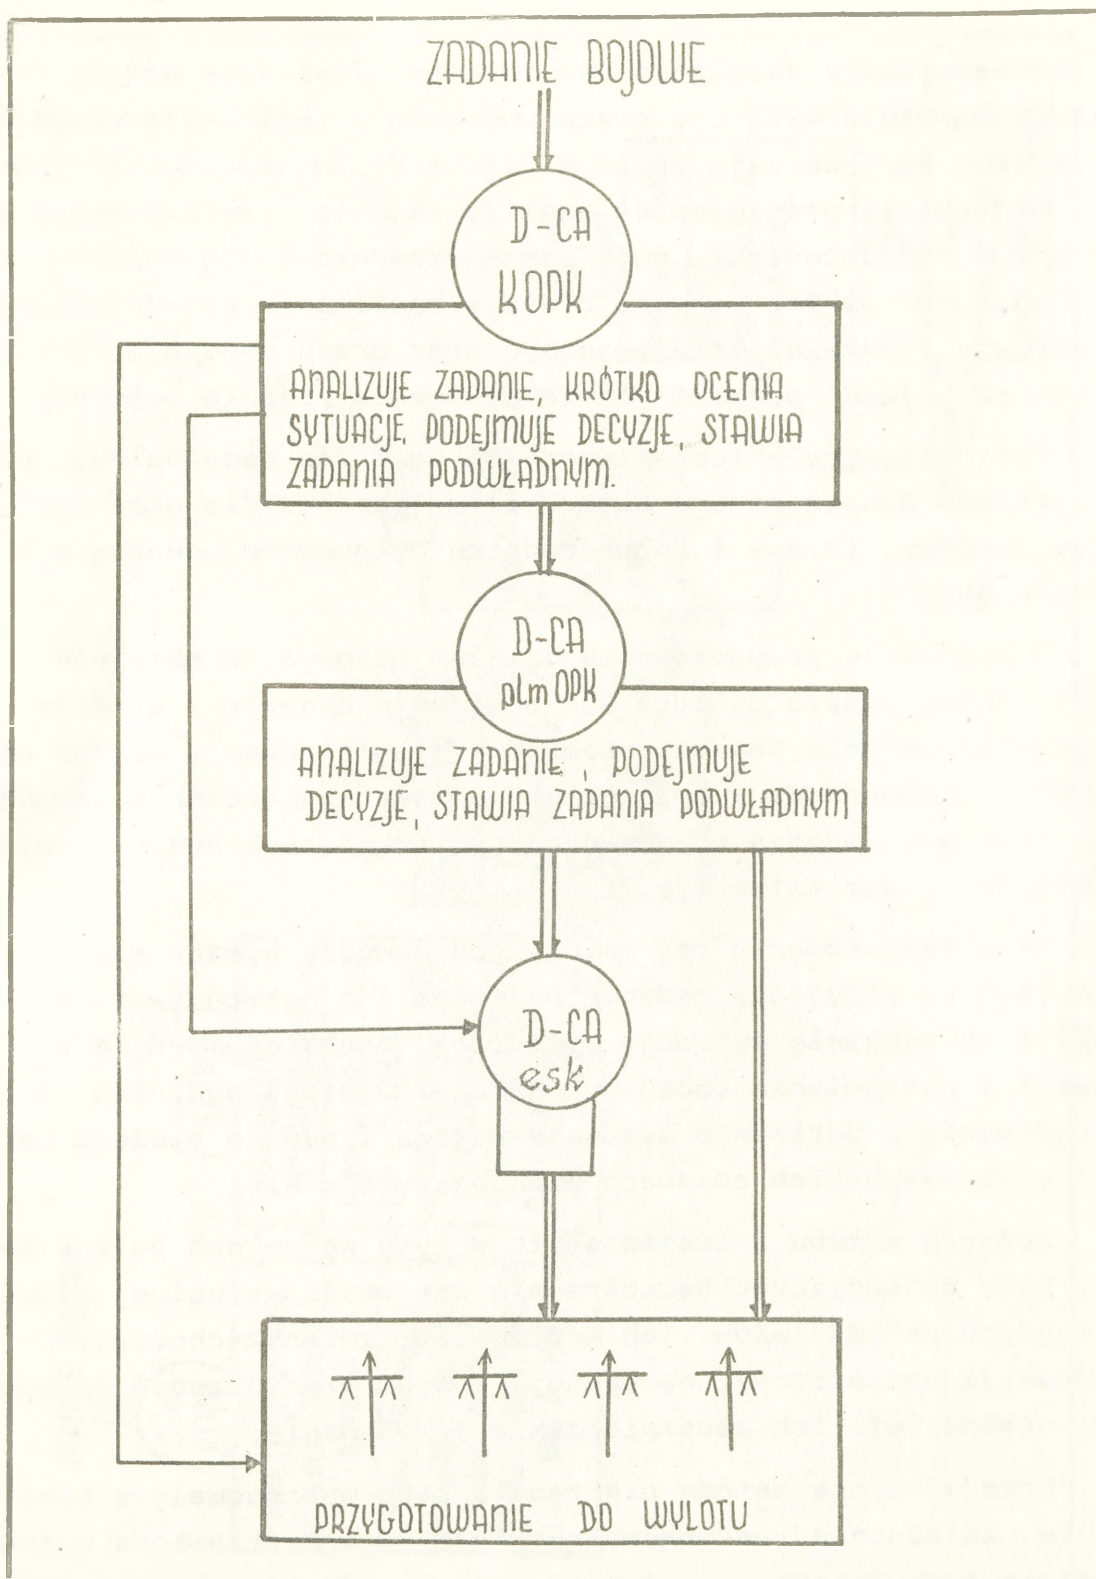 ZADANIE BOJOWE
D-CA
KOPK
ANALIZUJE ZADANIE, KRÓTKO OCENIA
SYTUACJE, PODEJMUJE DECYZJE, STAWIA
ZADANIA PODWŁADNYM.
D-CA
plm OPK
ANALIZUJE ZADANIE, PODEJMUJE
DECYZJE, STAWIA ZADANIA PODWŁADNYM
D-CA
esk
PRZYGOTOWANIE DO WYLOTU